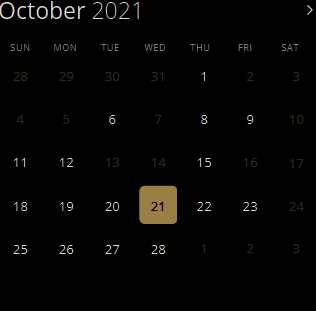 October 2021
SUN MON TUE WED THU FRI SAT
28 29 30 31 1 2 3
4 5 6 7 8 9 10
11 12 13 14 15 16 17
18 19 20 21 22 23 24
25 26 27 28 1 2 3